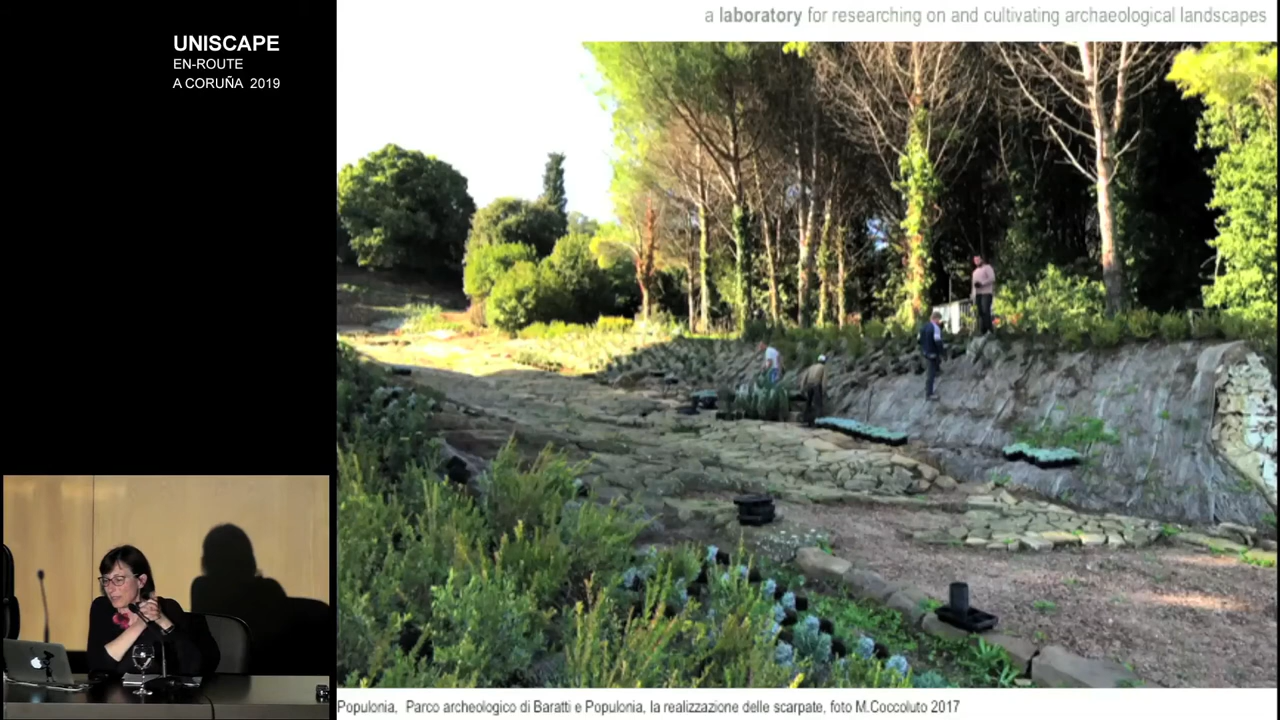 a laboratory for researching on and cultivating archaeological landscapes
UNISCAPE
EN-ROUTE
A CORUÑA 2019
Populonia, Parco archeologico di Baratti e Populonia, la realizzazione delle scarpate, foto M.Coccoluto 2017